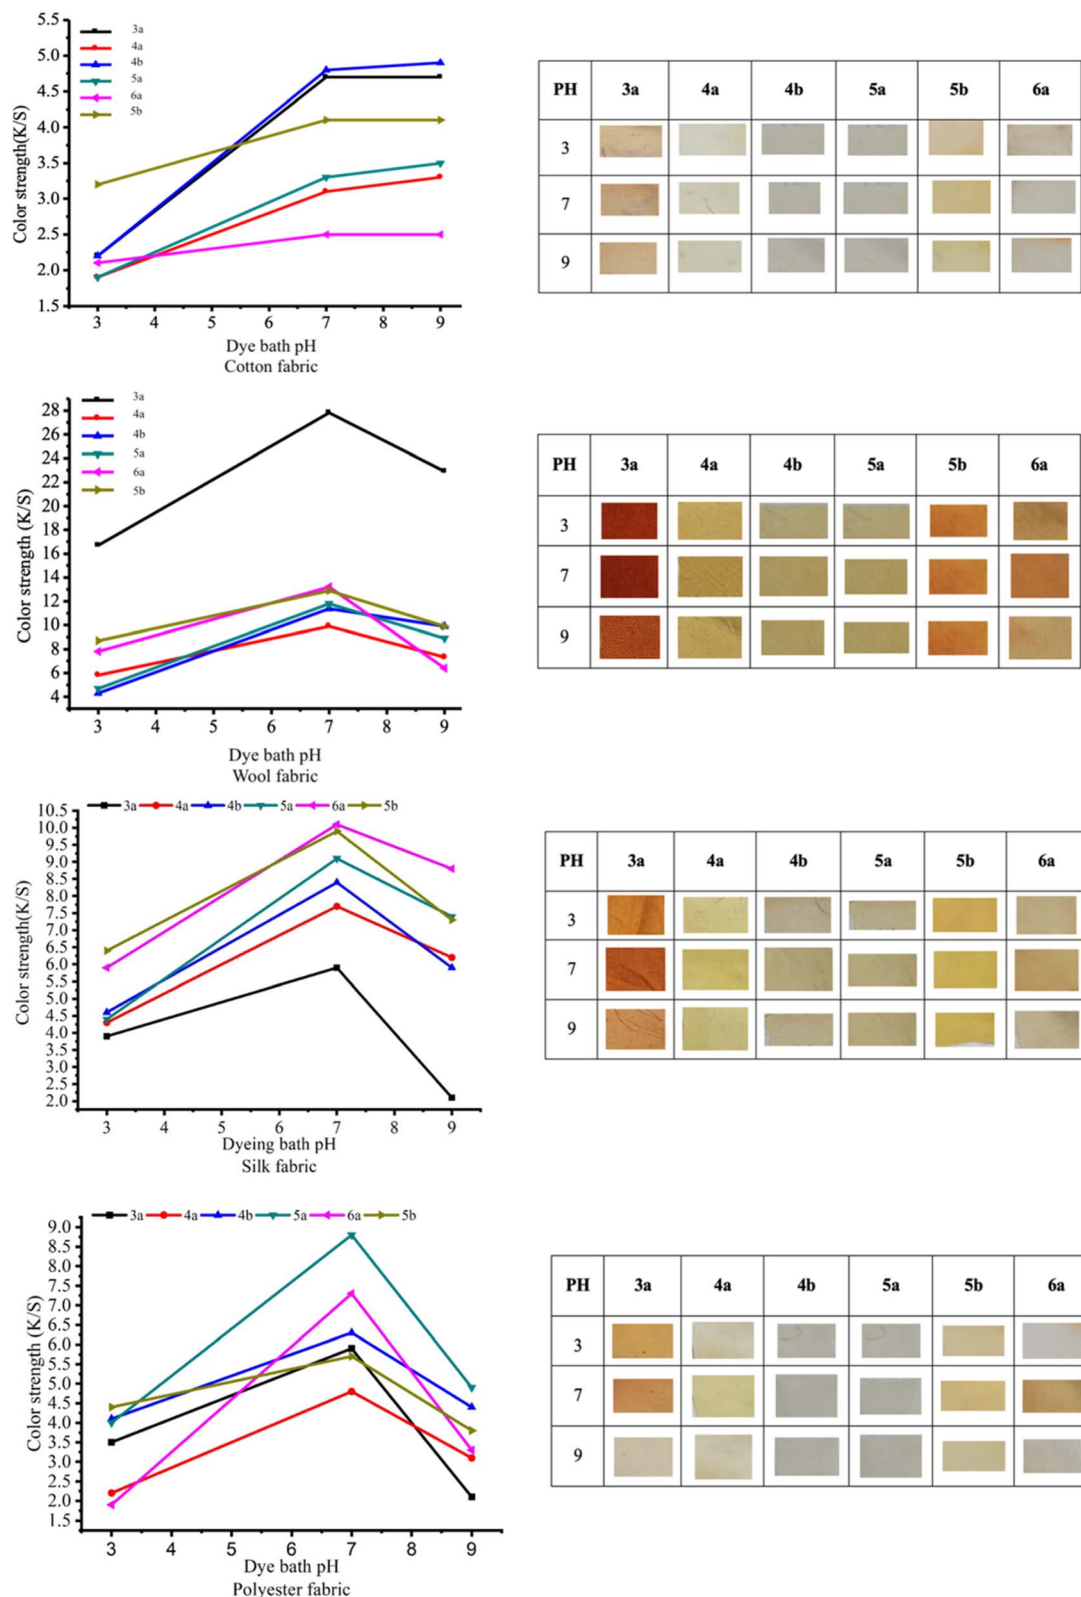 5.5
5.0
4.5
4.0
3.5
3.0
2.5
2.0
1.5
Color strength(K/S)
3a
4a
4b
5a
6a
5b
3 4 5 6 7 8 9
Dye bath pH
Cotton fabric
PH 3a 4a 4b 5a 5b 6a
3
7
9
28
26
24
22
20
18
16
14
12
10
8
6
4
Color strength (K/S)
3a
4a
4b
5a
6a
5b
3 4 5 6 7 8 9
Dye bath pH
Wool fabric
PH 3a 4a 4b 5a 5b 6a
3
7
9
3a 4a 4b 5a 6a 5b
10.5
10.0
9.5
9.0
8.5
8.0
7.5
7.0
6.5
6.0
5.5
5.0
4.5
4.0
3.5
3.0
2.5
2.0
Color strength(K/S)
3 4 5 6 7 8 9
Dyeing bath pH
Silk fabric
PH 3a 4a 4b 5a 5b 6a
3
7
9
3a 4a 4b 5a 6a 5b
9.0
8.5
8.0
7.5
7.0
6.5
6.0
5.5
5.0
4.5
4.0
3.5
3.0
2.5
2.0
1.5
Color strength (K/S)
3 4 5 6 7 8 9
Dye bath pH
Polyester fabric
PH 3a 4a 4b 5a 5b 6a
3
7
9